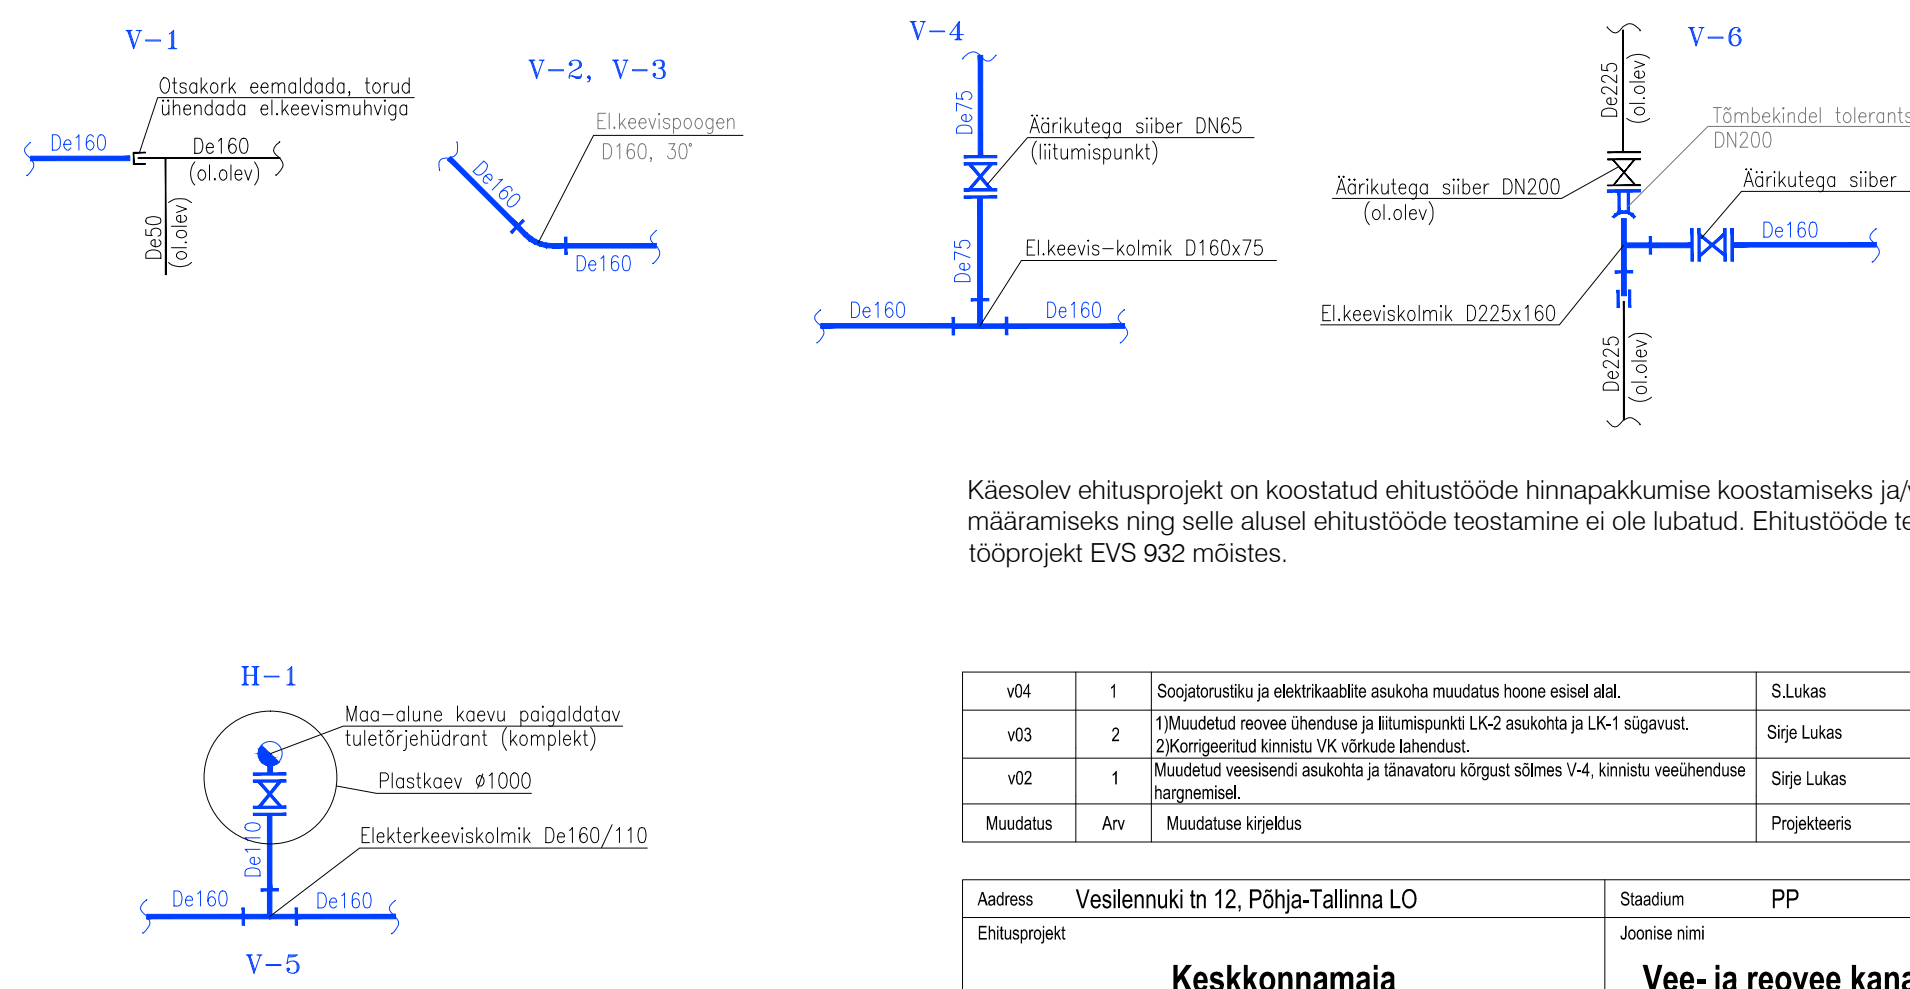 V-1
Otsakork eemaldada, torud
ühendada el.keevismuhviga
De160
De160
(ol.olev)
De50
(ol.olev)
V-2, V-3
El.keevispoogen
D160, 30°
De160
De160
V-4
De75
Äärikutega siiber DN65
(liitumispunkt)
De75
El.keevis-kolmik D160x75
De160
De160
V-6
De225
(ol.olev)
Tõmbekindel tolerants
DN200
Äärikutega siiber DN200
(ol.olev)
Äärikutega siiber
De160
El.keeviskolmik D225x160
De225
(ol.olev)
Käesolev ehitusprojekt on koostatud ehitustööde hinnapakkumise koostamiseks ja/
määramiseks ning selle alusel ehitustööde teostamine ei ole lubatud. Ehitustööde te
tööprojekt EVS 932 mõistes.
H-1
Maa-alune kaevu paigaldatav
tuletõrjehüdrant (komplekt)
Plastkaev ø1000
De110
Elekterkeeviskolmik De160/110
De160
De160
V-5
v04 1 Soojatorustiku ja elektrikaablite asukoha muudatus hoone esisel alal. S.Lukas
v03 2 1)Muudetud reovee ühenduse ja liitumispunkti LK-2 asukohta ja LK-1 sügavust. Sirje Lukas
2)Korrigeeritud kinnistu VK võrkude lahendust.
v02 1 Muudetud veesisendi asukohta ja tänavatoru kõrgust sõlmes V-4, kinnistu veeühenduse Sirje Lukas
hargnemisel.
Muudatus Arv Muudatuse kirjeldus Projekteeris
Aadress Vesilennuki tn 12, Põhja-Tallinna LO Staadium PP
Ehitusprojekt Joonise nimi
Keskkonnamaja Vee- ja reovee kana